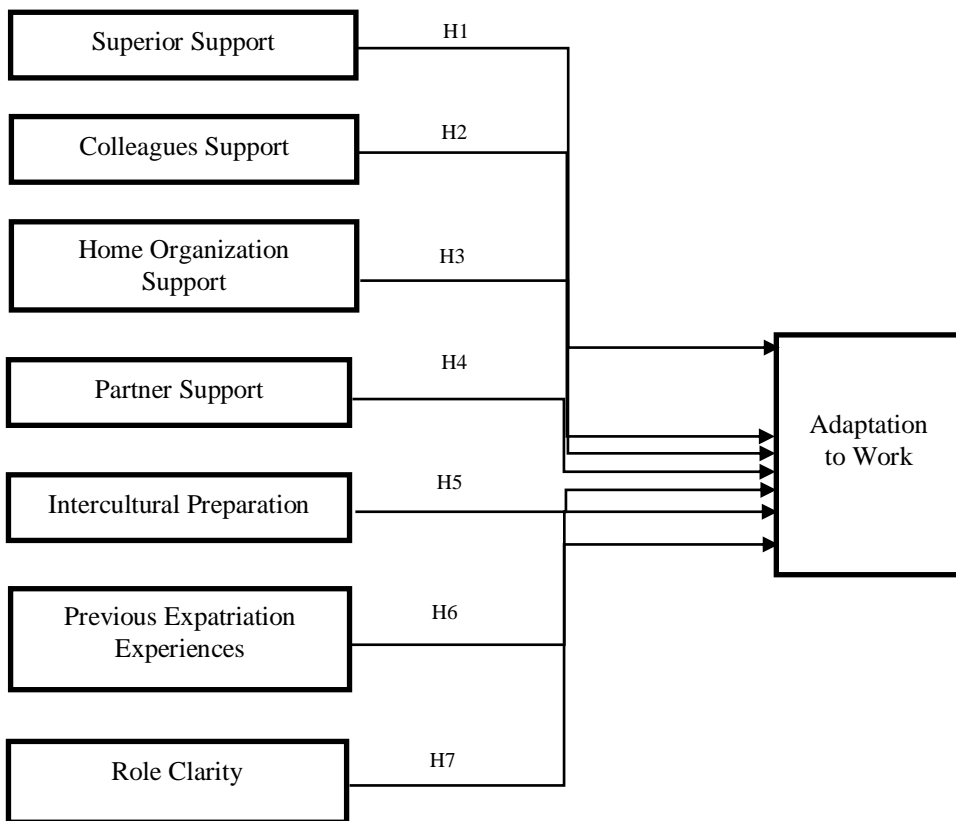 Superior Support
H1
Colleagues Support
H2
Home Organization
Support
H3
Partner Support
H4
Adaptation
to Work
Intercultural Preparation
H5
Previous Expatriation
Experiences
H6
Role Clarity
H7